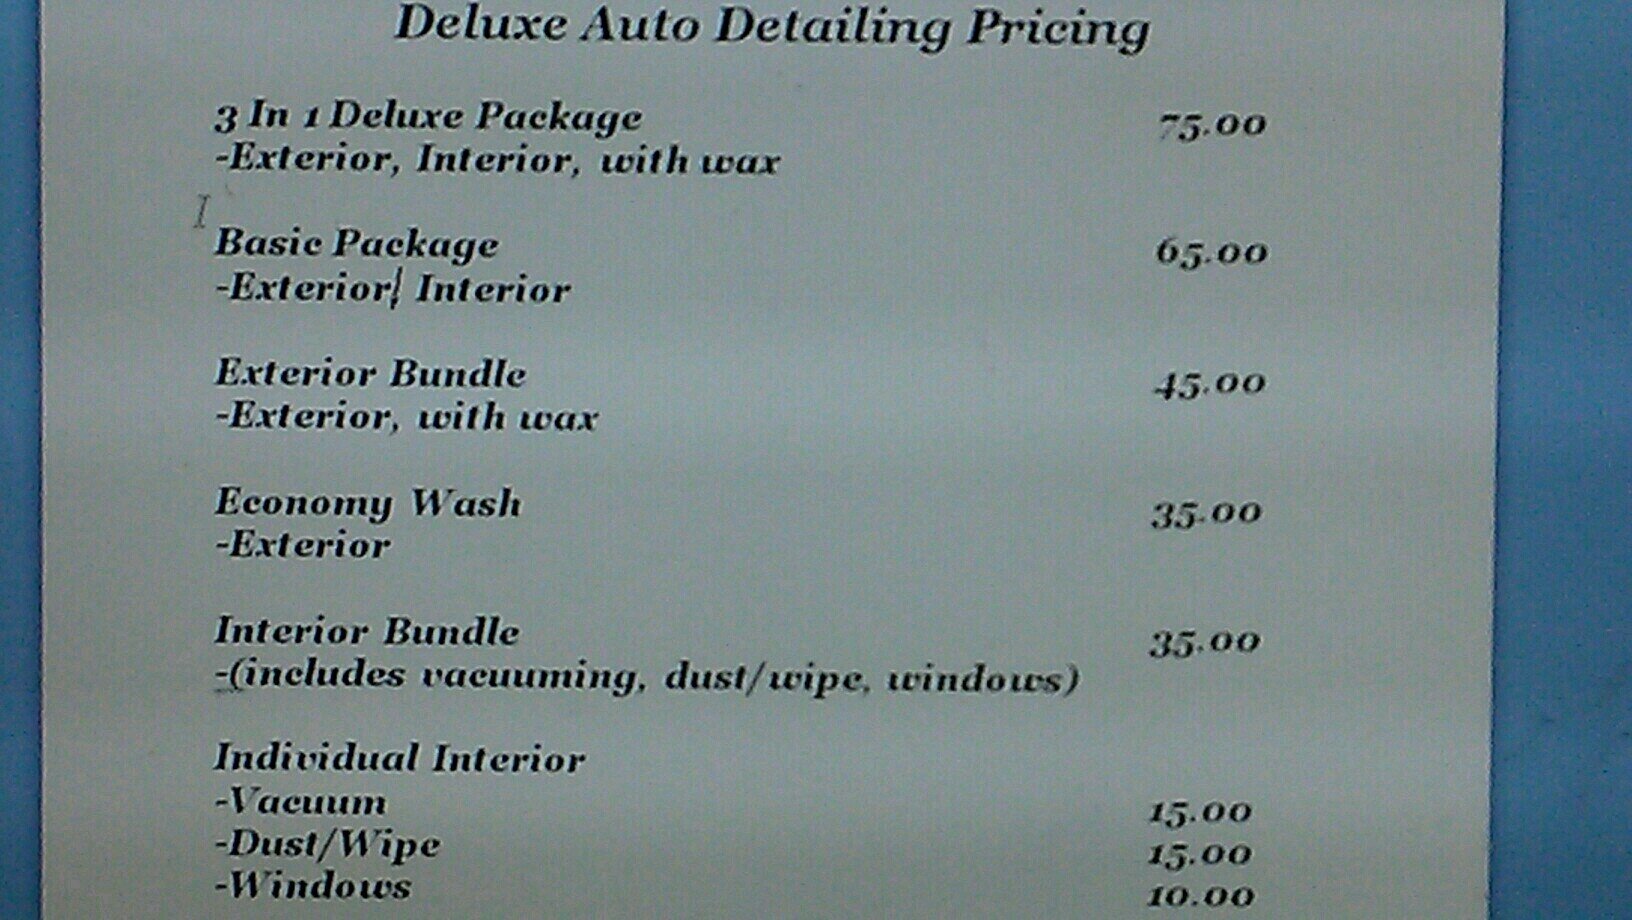 Deluxe Auto Detailing Pricing
3 In 1 Deluxe Package 75.00
-Exterior, Interior, with wax
Basic Package 65.00
-Exterior, Interior
Exterior Bundle 45.00
-Exterior, with wax
Economy Wash 35.00
-Exterior
Interior Bundle 35.00
-(includes vacuuming, dust/wipe, windows)
Individual Interior
-Vacuum 15.00
-Dust/Wipe 15.00
-Windows 10.00